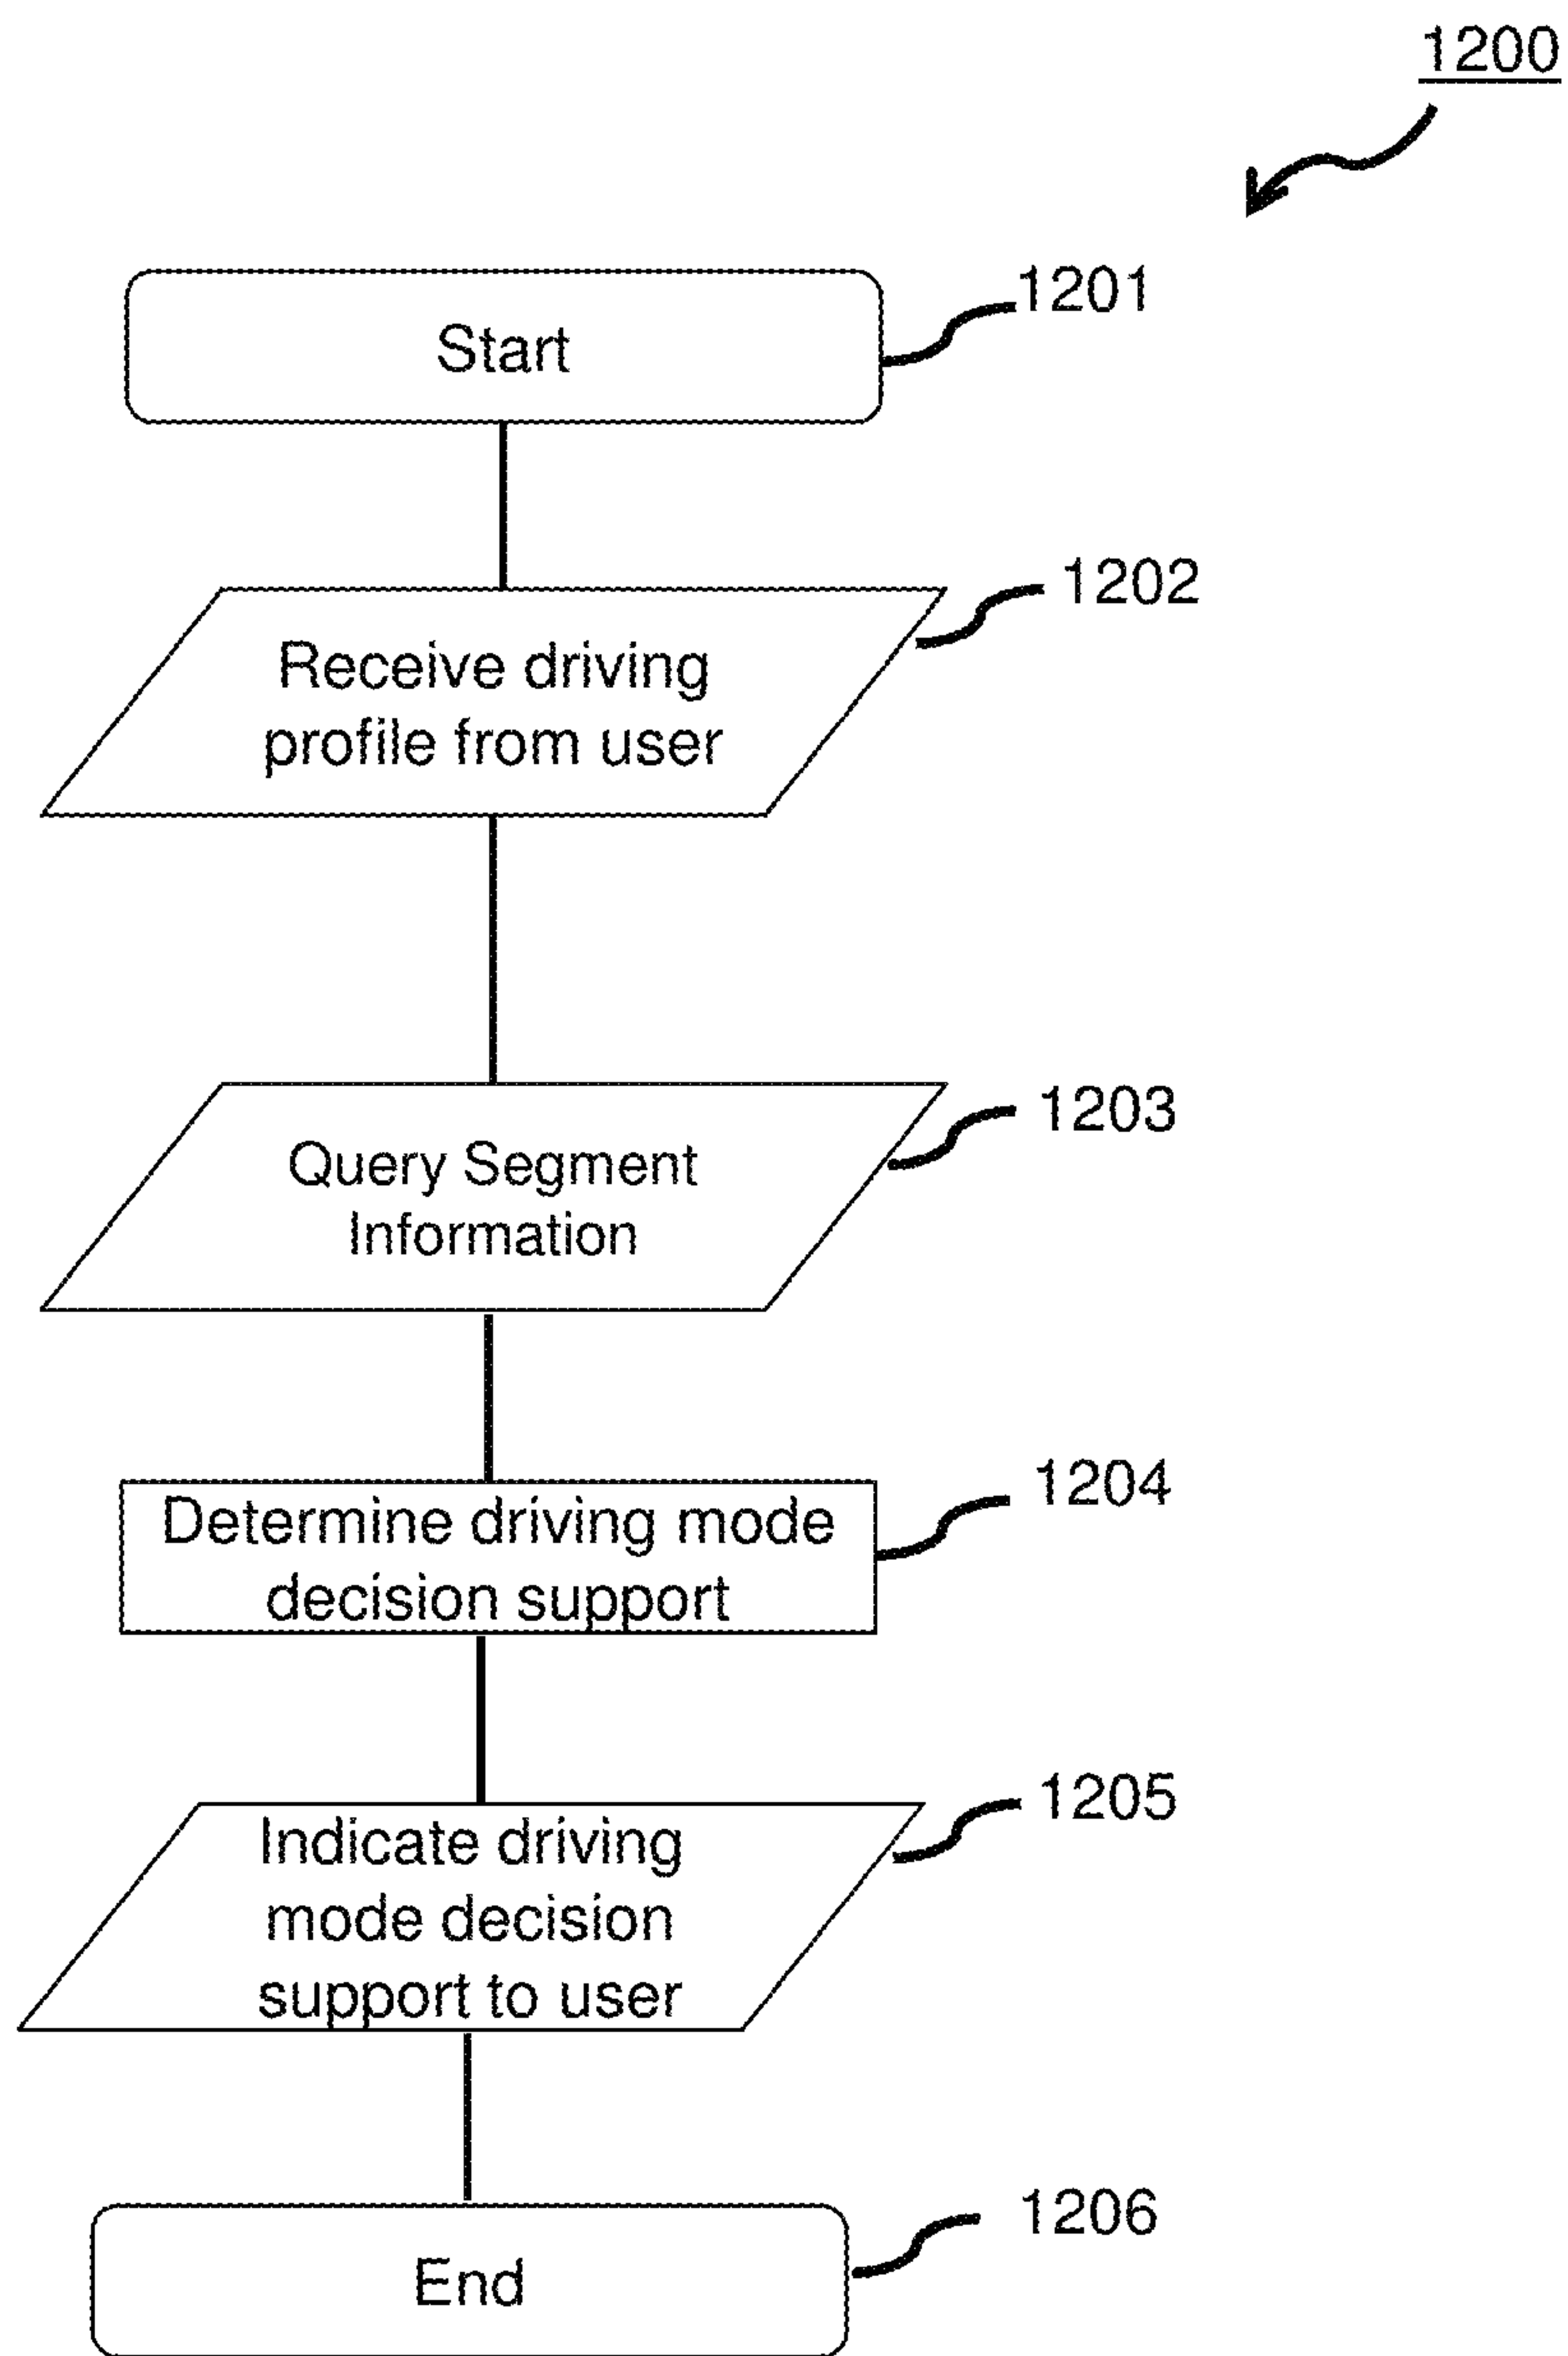 1200
Start
1201
Receive driving
profile from user
1202
Query Segment
Information
1203
Determine driving mode
decision support
1204
Indicate driving
mode decision
support to user
1205
End
1206